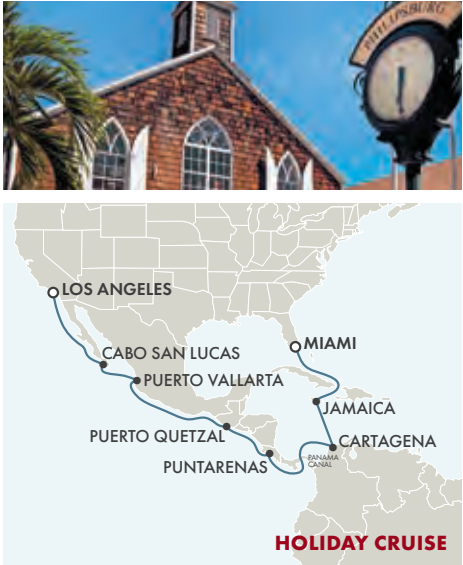 PHILIPSBURG
LOS ANGELES
MIAMI
CABO SAN LUCAS
PUERTO VALLARTA
JAMAICA
PUERTO QUETZAL
CARTAGENA
PUNTARENAS
PANAMA
CANAL
HOLIDAY CRUISE